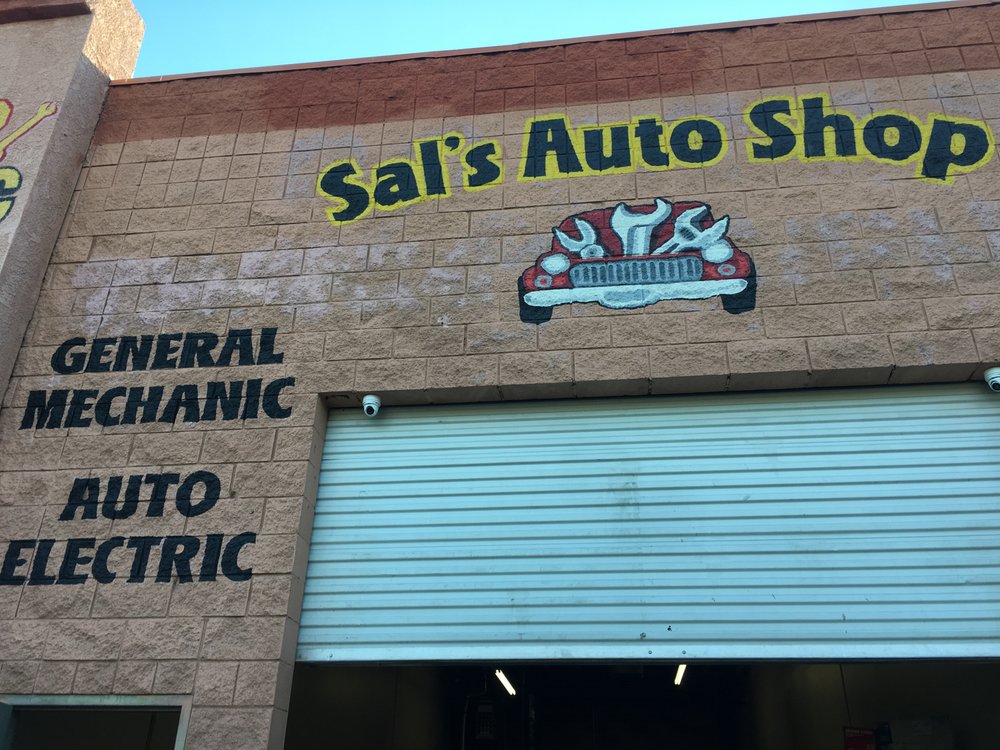 Sal's Auto Shop
GENERAL
MECHANIC
AUTO
ELECTRIC